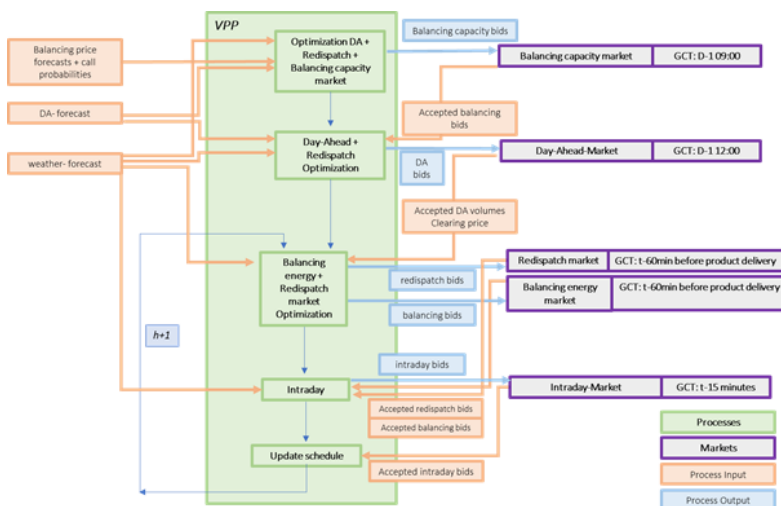 VPP
Balancing capacity bids
Balancing price
forecasts + call
probabilities
Optimization DA +
Redispatch +
Balancing capacity
market
Balancing capacity market
GCT: D-1 09:00
DA- forecast
Accepted balancing
bids
Day-Ahead +
Redispatch
Optimization
DA
bids
Day-Ahead-Market
GCT: D-1 12:00
weather- forecast
Accepted DA volumes
Clearing price
Balancing
energy +
Redispatch
market
Optimization
redispatch bids
balancing bids
Redispatch market
GCT: t-60min before product delivery
Balancing energy
market
GCT: t-60min before product delivery
h+1
intraday bids
Intraday
Intraday-Market
GCT: t-15 minutes
Accepted redispatch bids
Accepted balancing bids
Update schedule
Accepted intraday bids
Processes
Markets
Process Input
Process Output